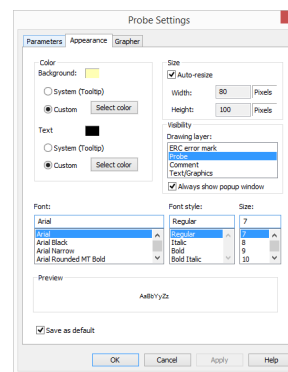 Probe Settings
Parameters Appearance Grapher
Color
Background:
System (Tooltip)
Custom Select color
Text
System (Tooltip)
Custom Select color
Size
Auto-resize
Width: 80 Pixels
Height: 100 Pixels
Visibility
Drawing layer:
ERC error mark
Probe
Comment
Text/Graphics
Always show popup window
Font: Font style: Size:
Arial Regular 7
Arial Regular 7
Arial Black Italic 8
Arial Narrow Bold 9
Arial Rounded MT Bold Bold Italic 10
Preview
AaBbYyZz
Save as default
OK Cancel Apply Help